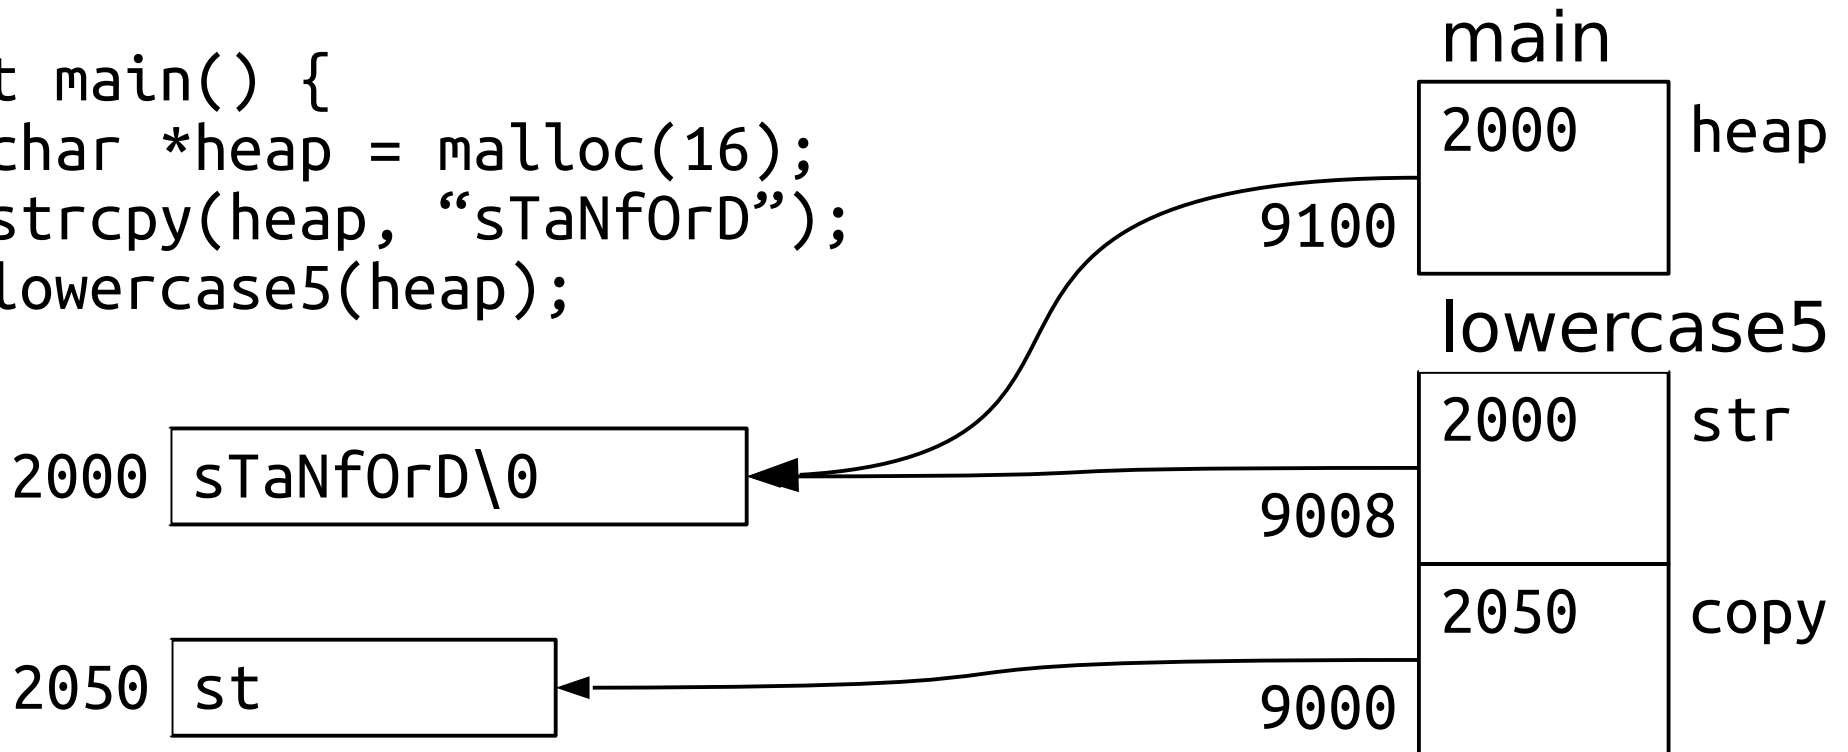 t main() {
char *heap = malloc(16);
strcpy(heap, “sTaNfOrD”);
lowercase5(heap);
main
2000 heap
9100
lowercase5
2000 str
2000 sTaNfOrD\0
9008
2050 copy
2050 st
9000